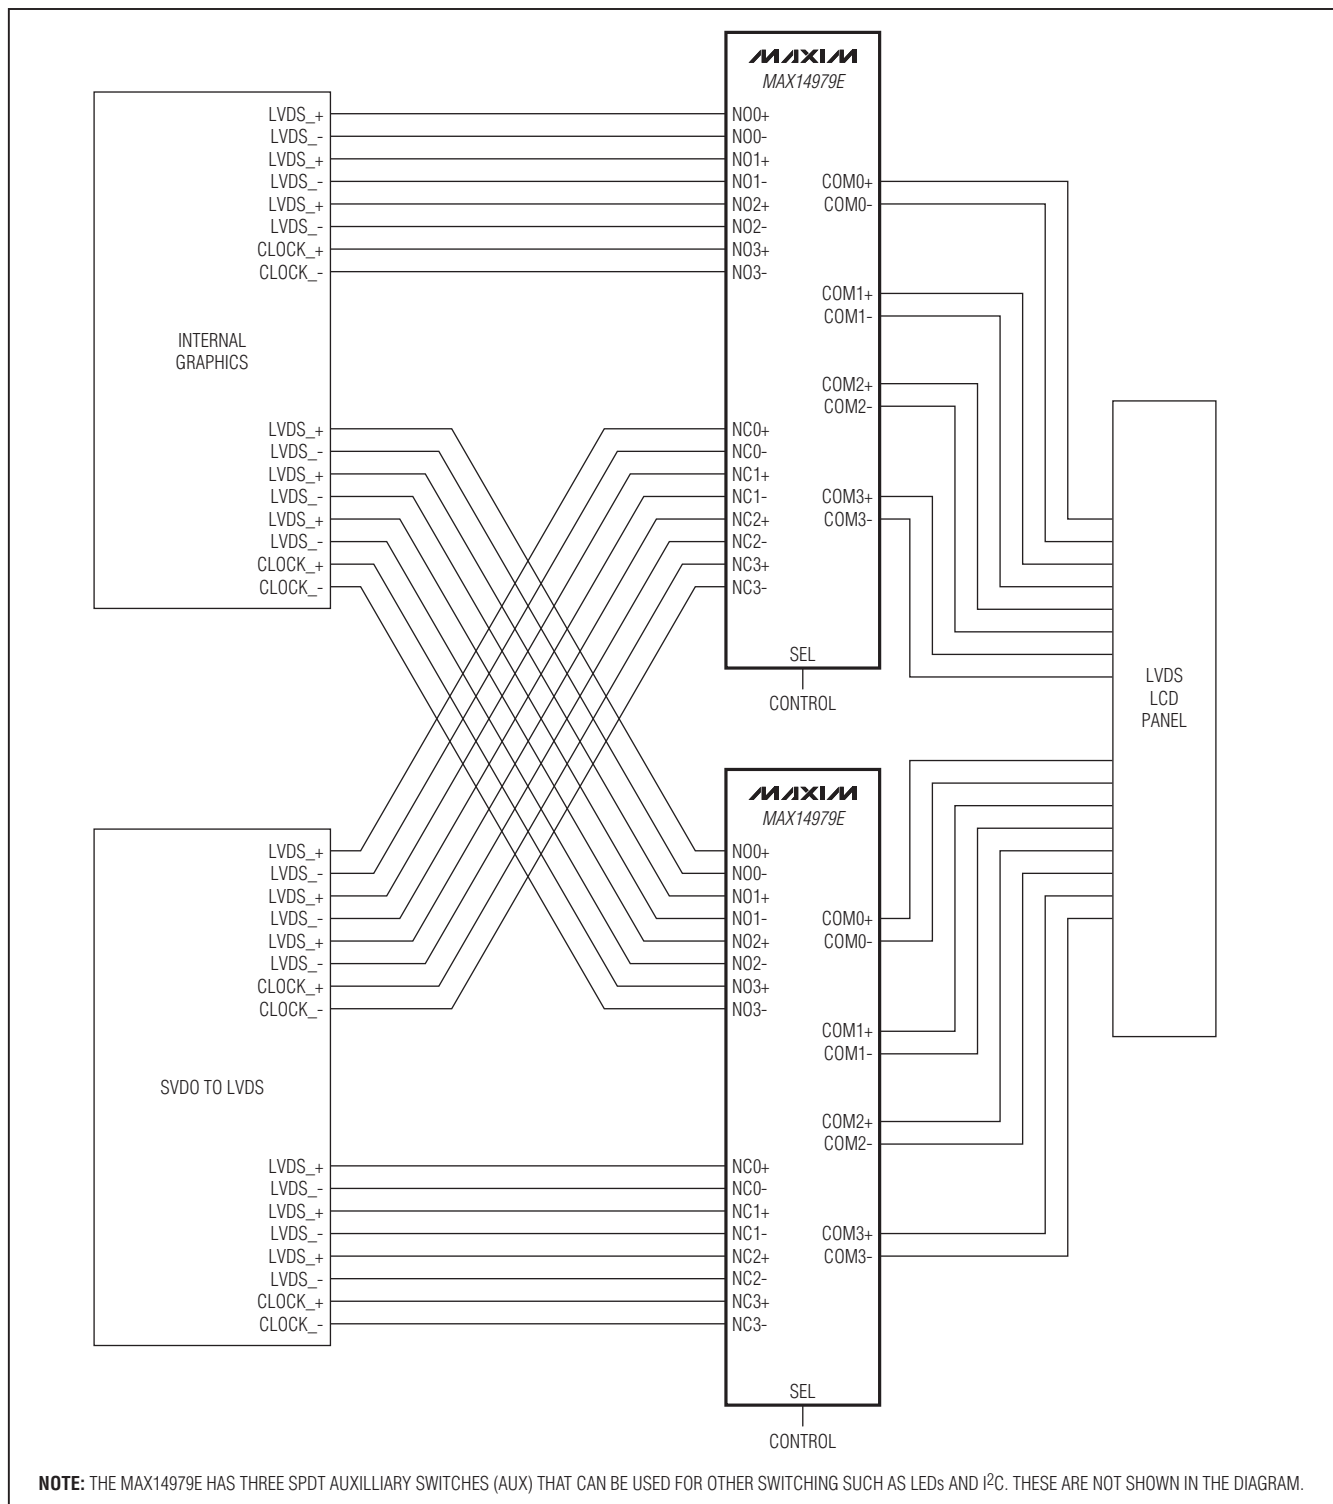 MAXIM
MAX14979E
LVDS_+
LVDS_-
LVDS_+
LVDS_-
LVDS_+
LVDS_-
CLOCK_+
CLOCK_-
INTERNAL
GRAPHICS
LVDS_+
LVDS_-
LVDS_+
LVDS_-
LVDS_+
LVDS_-
CLOCK_+
CLOCK_-
NO0+
NO0-
NO1+
NO1-
NO2+
NO2-
NO3+
NO3-
NC0+
NC0-
NC1+
NC1-
NC2+
NC2-
NC3+
NC3-
COM0+
COM0-
COM1+
COM1-
COM2+
COM2-
COM3+
COM3-
SEL
CONTROL
LVDS
LCD
PANEL
MAXIM
MAX14979E
LVDS_+
LVDS_-
LVDS_+
LVDS_-
LVDS_+
LVDS_-
CLOCK_+
CLOCK_-
SVDO TO LVDS
LVDS_+
LVDS_-
LVDS_+
LVDS_-
LVDS_+
LVDS_-
CLOCK_+
CLOCK_-
NO0+
NO0-
NO1+
NO1-
NO2+
NO2-
NO3+
NO3-
NC0+
NC0-
NC1+
NC1-
NC2+
NC2-
NC3+
NC3-
COM0+
COM0-
COM1+
COM1-
COM2+
COM2-
COM3+
COM3-
SEL
CONTROL
NOTE: THE MAX14979E HAS THREE SPDT AUXILLIARY SWITCHES (AUX) THAT CAN BE USED FOR OTHER SWITCHING SUCH AS LEDs AND I2C. THESE ARE NOT SHOWN IN THE DIAGRAM.